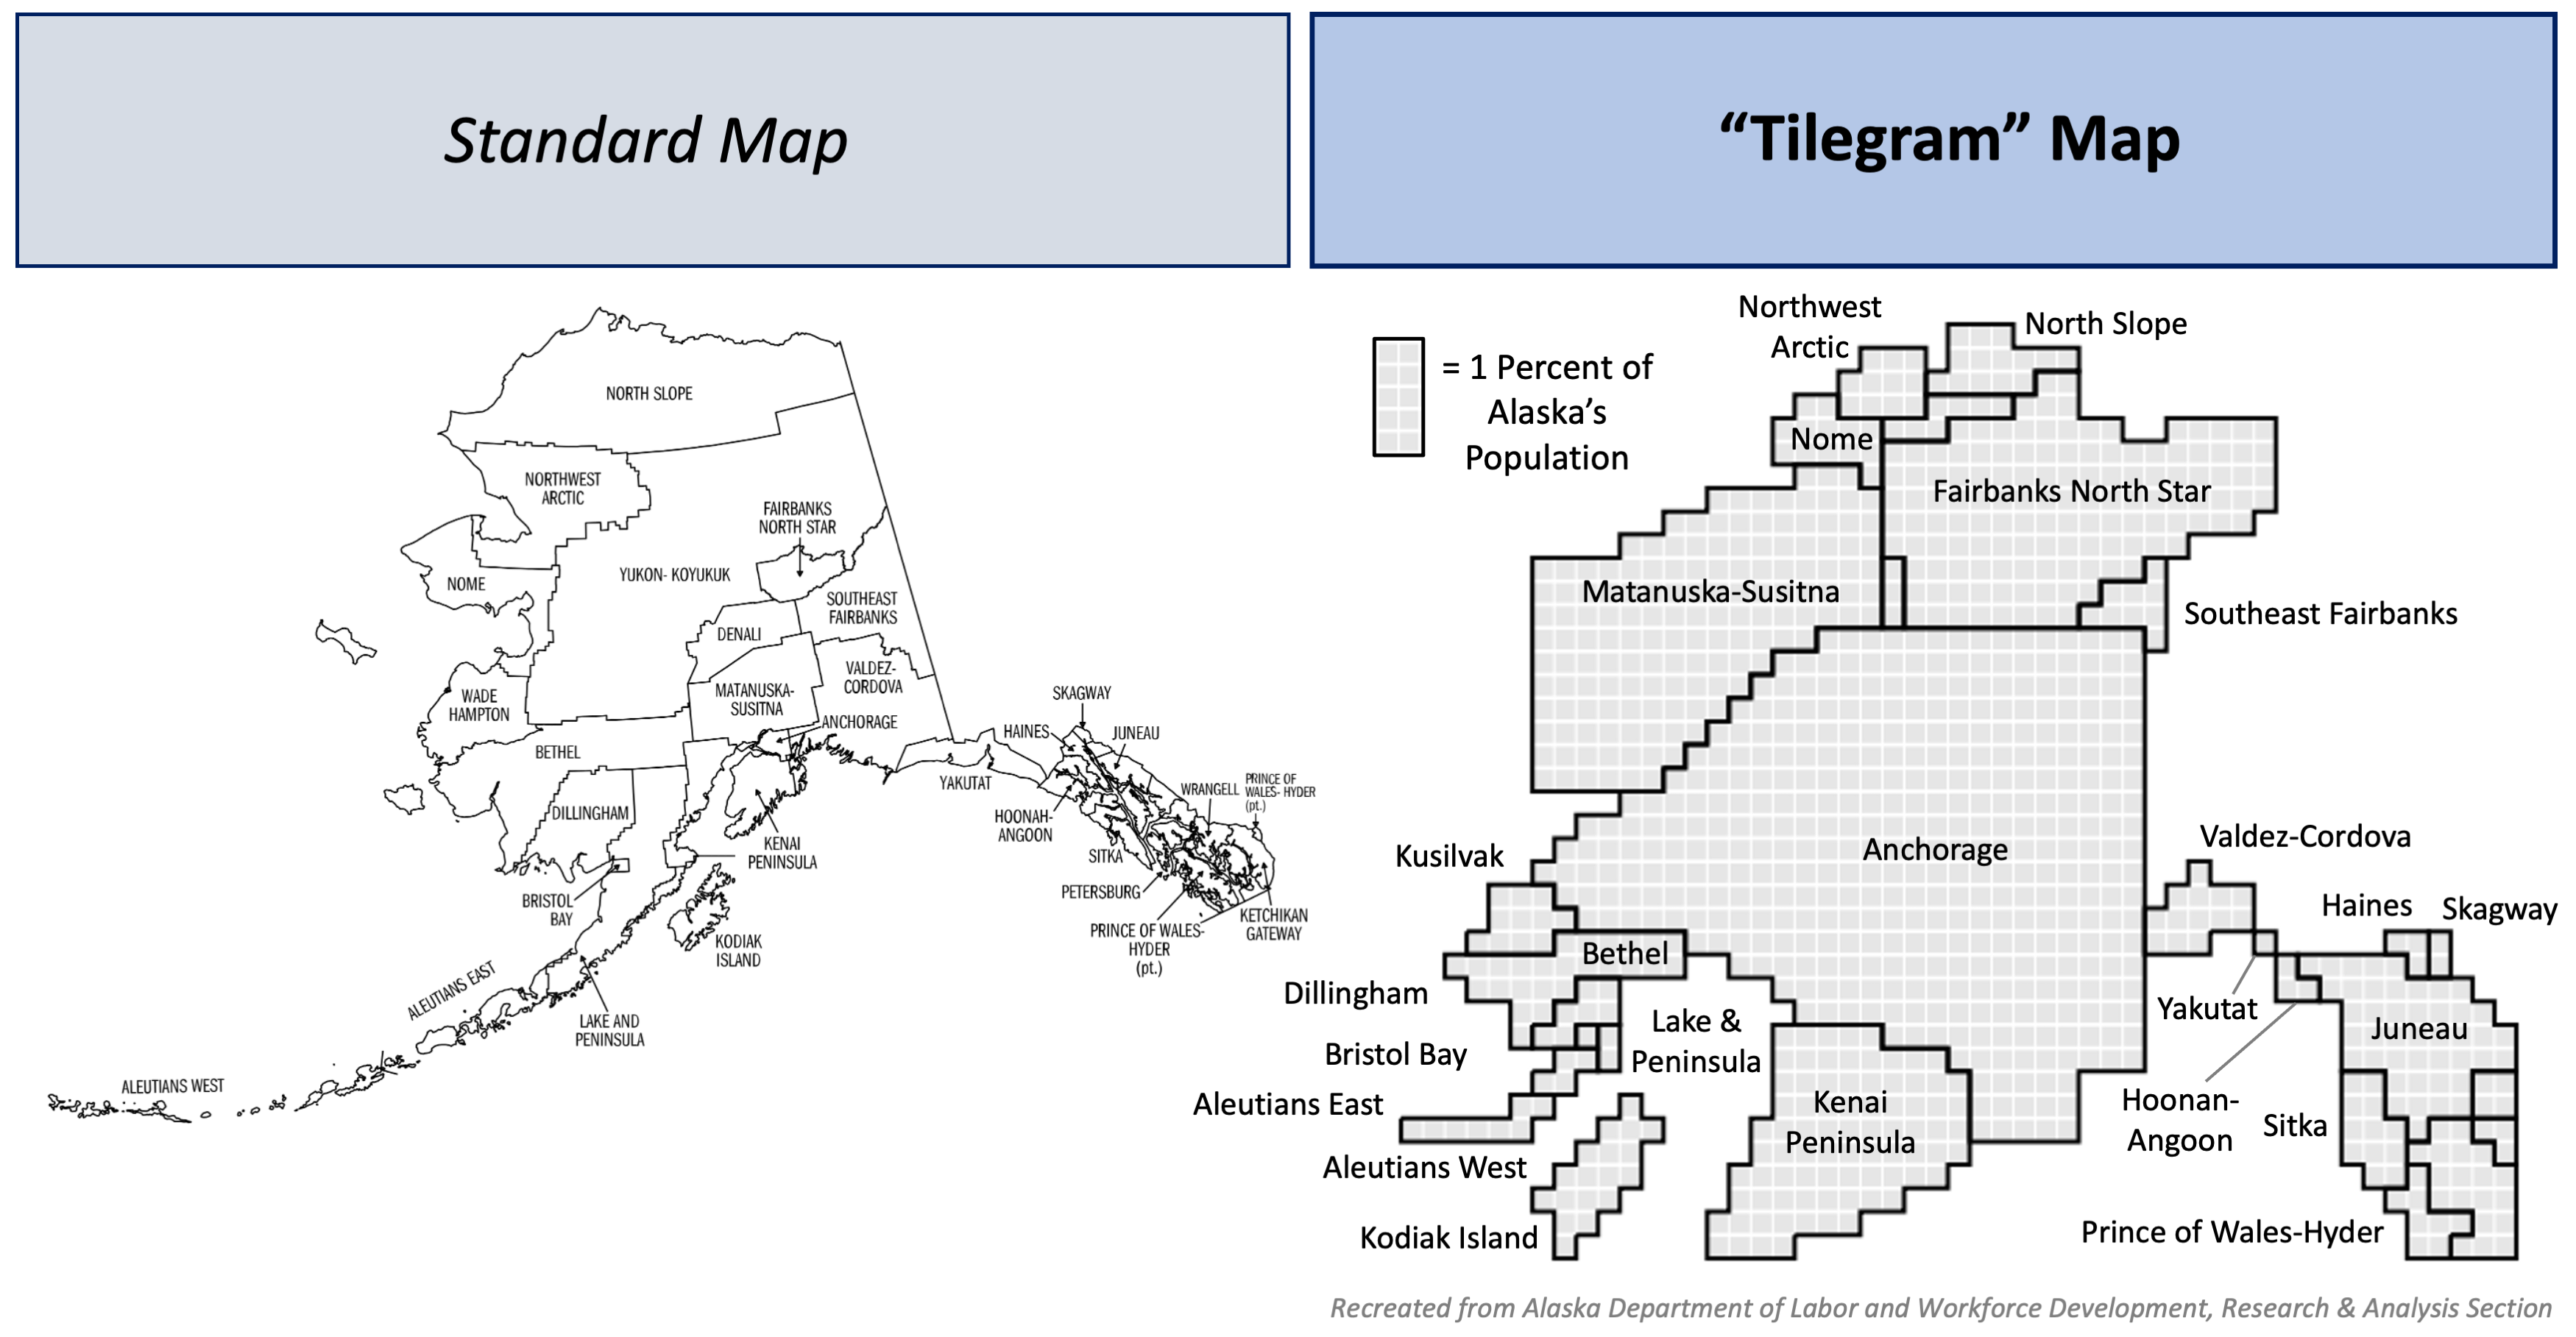 Standard Map
“Tilegram” Map
NORTH SLOPE
NORTHWEST
ARCTIC
FAIRBANKS
NORTH STAR
NOME
YUKON- KOYUKUK
SOUTHEAST
FAIRBANKS
DENALI
WADE
HAMPTON
MATANUSKA-
SUSITNA
VALDEZ-
CORDOVA
ANCHORAGE
BETHEL
DILLINGHAM
KENAI
PENINSULA
BRISTOL
BAY
KODIAK
ISLAND
ALEUTIANS EAST
LAKE AND
PENINSULA
ALEUTIANS WEST
SKAGWAY
HAINES
JUNEAU
YAKUTAT
WRANGELL
PRINCE OF
WALES- HYDER
(pt.)
HOONAH-
ANGOON
SITKA
PETERSBURG
PRINCE OF WALES-
HYDER
(pt.)
KETCHIKAN
GATEWAY
= 1 Percent of
Alaska’s
Population
Northwest
Arctic
North Slope
Nome
Fairbanks North Star
Matanuska-Susitna
Southeast Fairbanks
Anchorage
Valdez-Cordova
Kusilvak
Haines
Skagway
Bethel
Dillingham
Lake &
Peninsula
Yakutat
Juneau
Bristol Bay
Aleutians East
Kenai
Peninsula
Hoonan-
Angoon
Sitka
Aleutians West
Kodiak Island
Prince of Wales-Hyder
Recreated from Alaska Department of Labor and Workforce Development, Research & Analysis Section